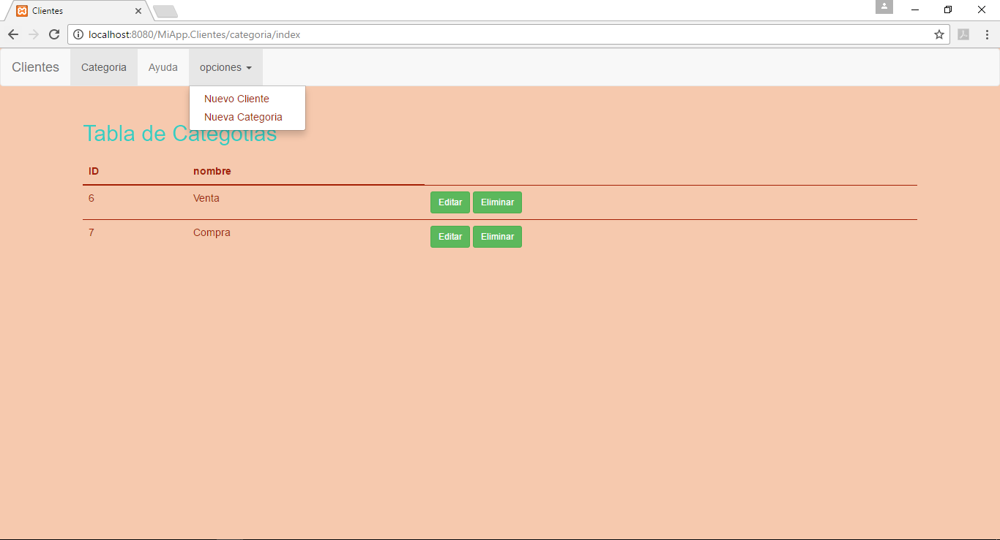 Clientes
localhost:8080/MiApp.Clientes/categoria/index
Clientes Categoria Ayuda opciones
Nuevo Cliente
Nueva Categoria
Tabla de Categotias
ID nombre
6 Venta Editar Eliminar
7 Compra Editar Eliminar